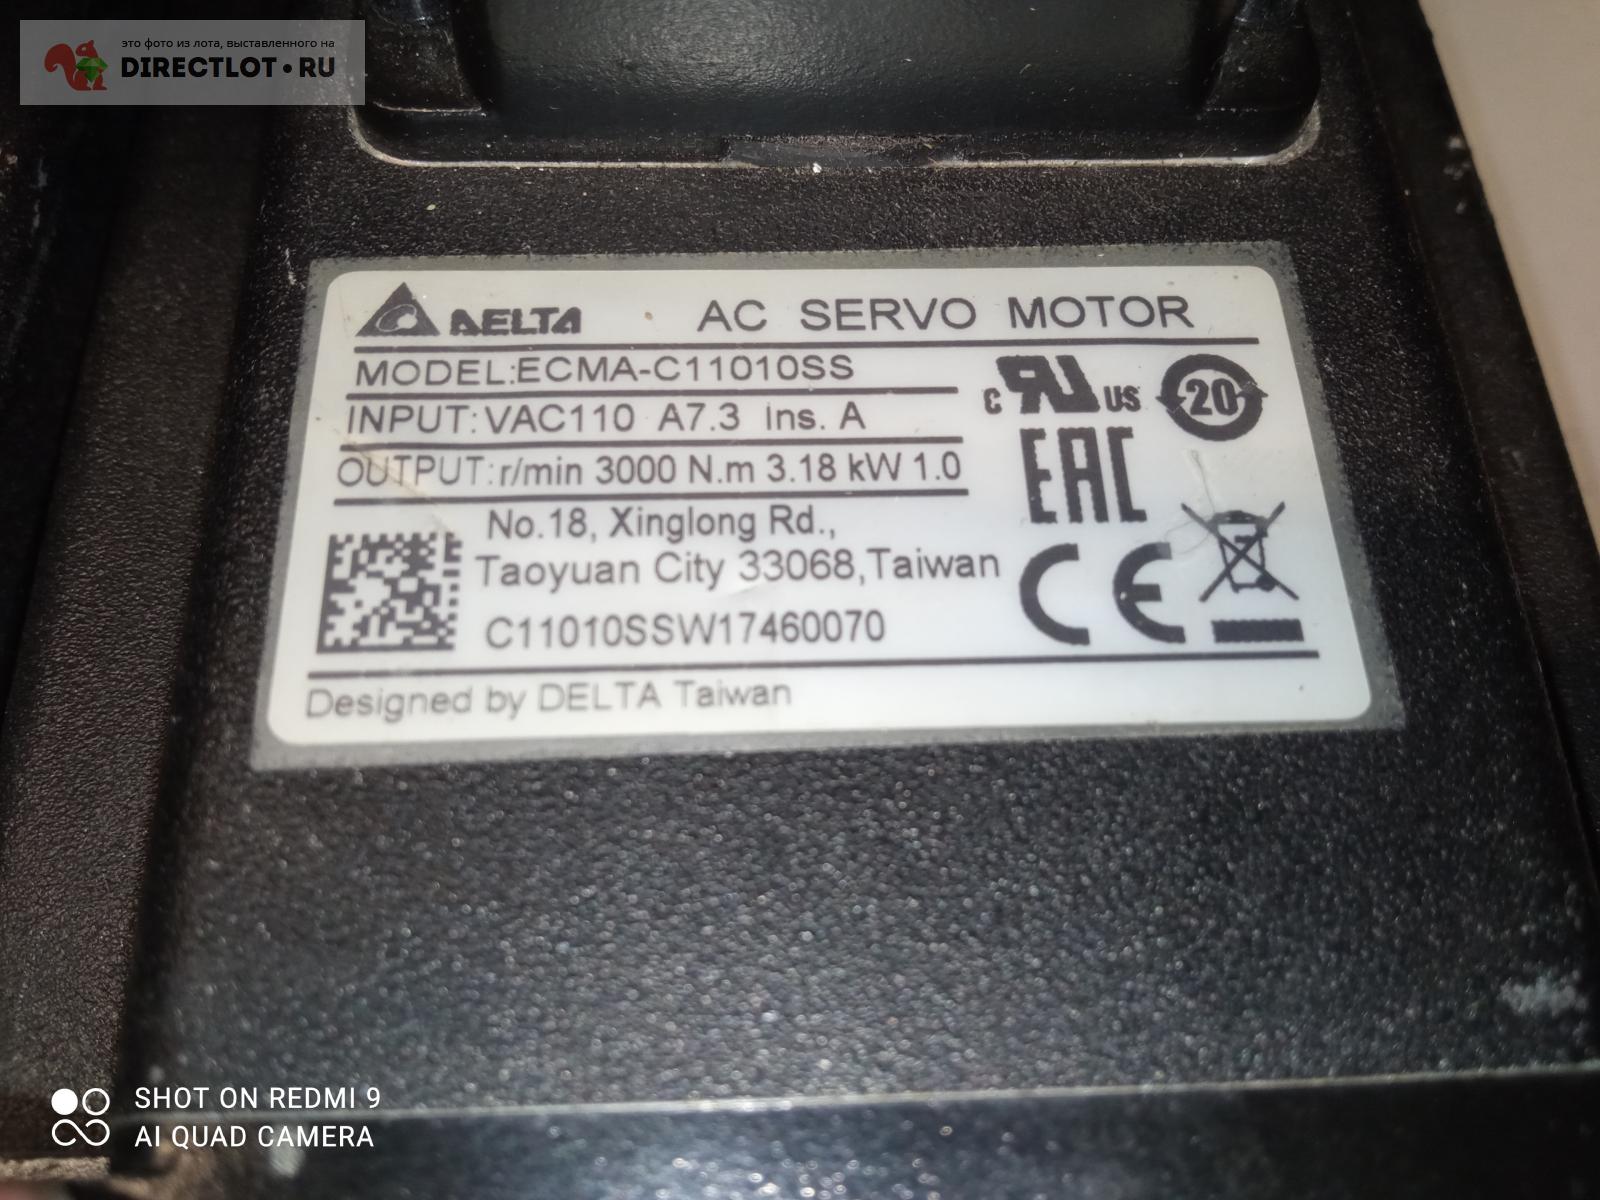 это фото из лота, выставленного на
DIRECTLOT•RU
DELTA AC SERVO MOTOR
MODEL:ECMA-C11010SS
INPUT:VAC110 A7.3 Ins. A
OUTPUT:r/min 3000 N.m 3.18 kW 1.0
c RU US 20
EAC
No.18, Xinglong Rd.,
Taoyuan City 33068,Taiwan
C11010SSW17460070
CE
Designed by DELTA Taiwan
SHOT ON REDMI 9
AI QUAD CAMERA